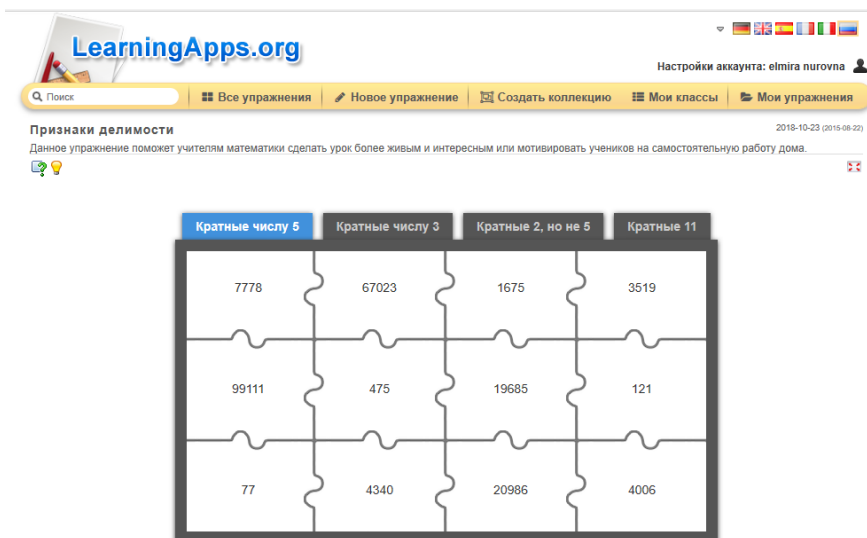 LearningApps.org
Настройки аккаунта: elmira nurovna
Поиск
Все упражнения
Новое упражнение
Создать коллекцию
Мои классы
Мои упражнения
Признаки делимости
2018-10-23 (2015-08-22)
Данное упражнение поможет учителям математики сделать урок более живым и интересным или мотивировать учеников на самостоятельную работу дома.
Кратные числу 5
Кратные числу 3
Кратные 2, но не 5
Кратные 11
7778 67023 1675 3519
99111 475 19685 121
77 4340 20986 4006